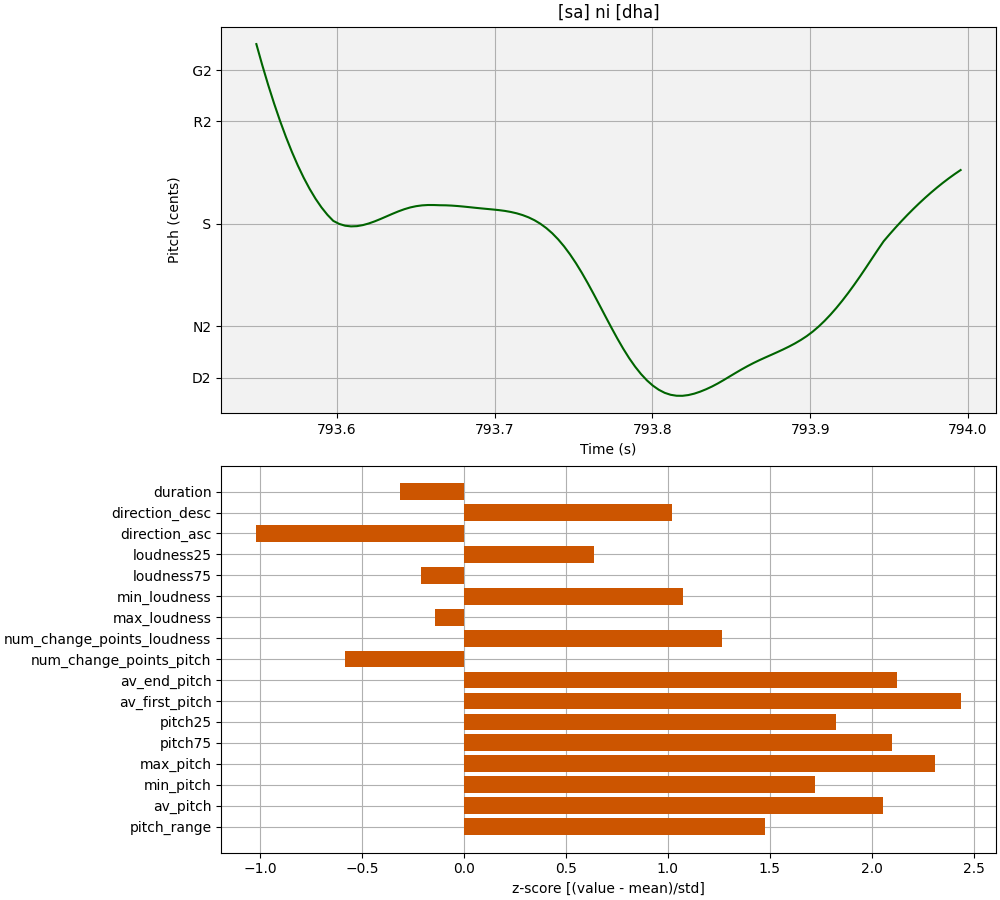 [sa] ni [dha]
G2
R2
S
N2
D2
Pitch (cents)
793.6 793.7 793.8 793.9 794.0
Time (s)
duration
direction_desc
direction_asc
loudness25
loudness75
min_loudness
max_loudness
num_change_points_loudness
num_change_points_pitch
av_end_pitch
av_first_pitch
pitch25
pitch75
max_pitch
min_pitch
av_pitch
pitch_range
−1.0 −0.5 0.0 0.5 1.0 1.5 2.0 2.5
z-score [(value - mean)/std]